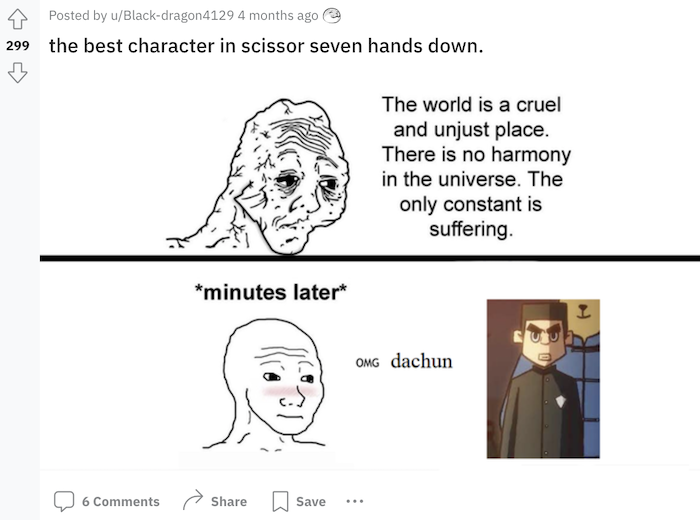 Posted by u/Black-dragon4129 4 months ago
299
the best character in scissor seven hands down.
The world is a cruel
and unjust place.
There is no harmony
in the universe. The
only constant is
suffering.
*minutes later*
OMG dachun
6 Comments Share Save ...